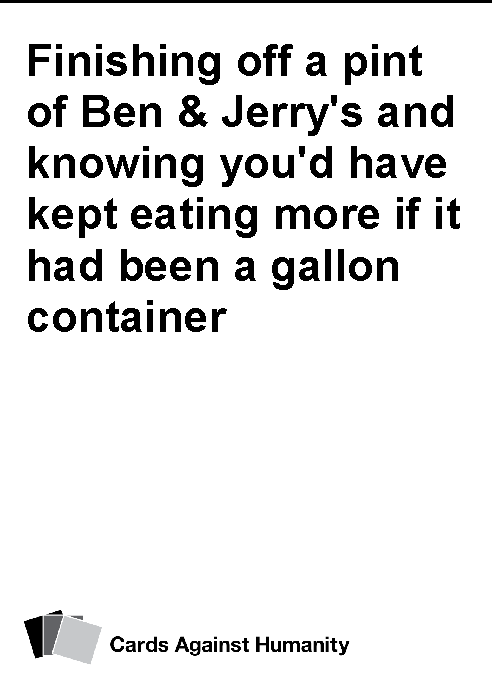 Finishing off a pint
of Ben & Jerry's and
knowing you'd have
kept eating more if it
had been a gallon
container
Cards Against Humanity